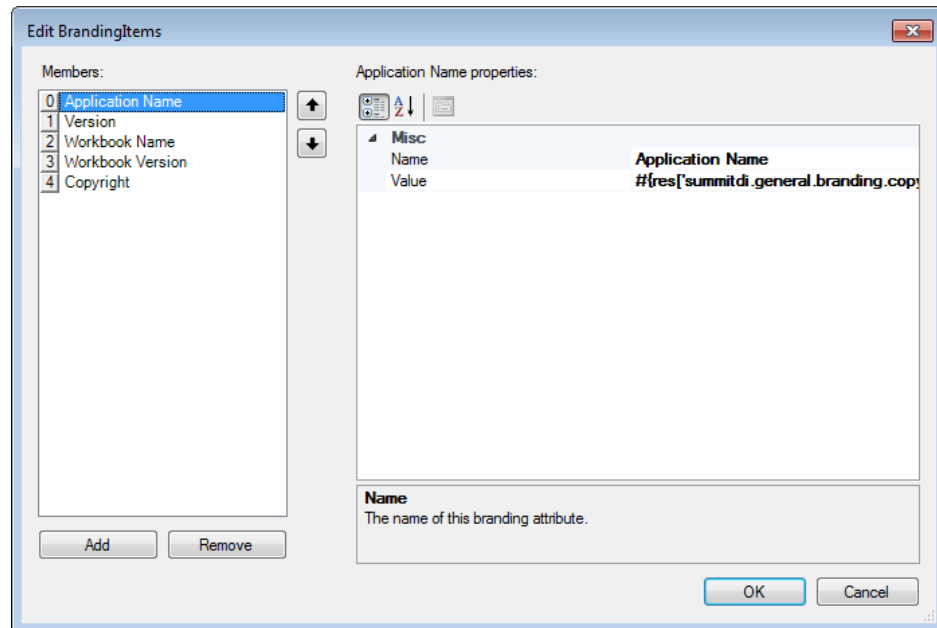 Edit BrandingItems
Members:
0 Application Name
1 Version
2 Workbook Name
3 Workbook Version
4 Copyright
Add Remove
Application Name properties:
Misc
Name Application Name
Value #{res['summitdi.general.branding.copy
Name
The name of this branding attribute.
OK Cancel